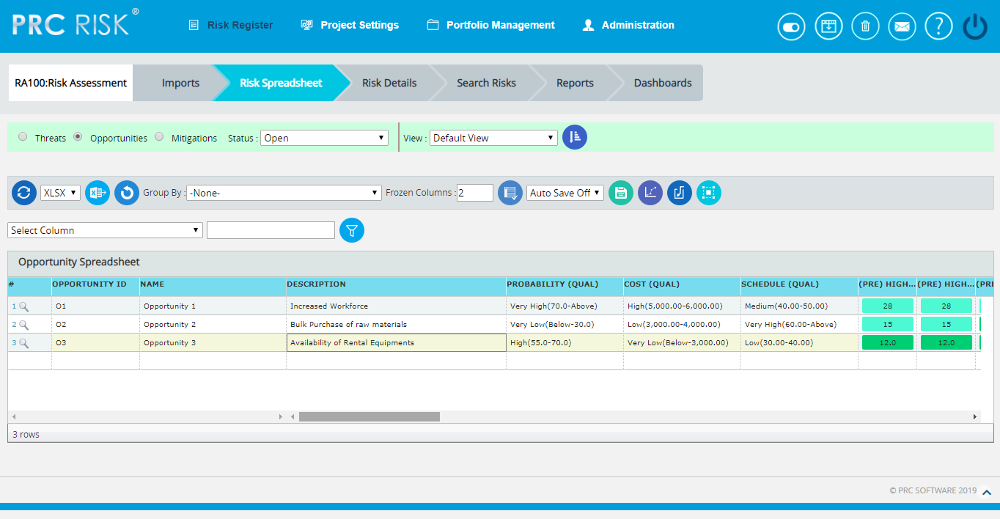 PRC RISK®
Risk Register Project Settings Portfolio Management Administration
?
RA100:Risk Assessment Imports Risk Spreadsheet Risk Details Search Risks Reports Dashboards
Threats Opportunities Mitigations Status : Open View : Default View
XLSX Group By : -None- Frozen Columns : 2 Auto Save Off
Select Column
Opportunity Spreadsheet
# OPPORTUNITY ID NAME DESCRIPTION PROBABILITY (QUAL) COST (QUAL) SCHEDULE (QUAL) (PRE) HIGH... (PRE) HIGH... (PRE
1 O1 Opportunity 1 Increased Workforce Very High(70.0-Above) High(5,000.00-6,000.00) Medium(40.00-50.00) 28 28
2 O2 Opportunity 2 Bulk Purchase of raw materials Very Low(Below-30.0) Low(3,000.00-4,000.00) Very High(60.00-Above) 15 15
3 O3 Opportunity 3 Availability of Rental Equipments High(55.0-70.0) Very Low(Below-3,000.00) Low(30.00-40.00) 12.0 12.0
3 rows
© PRC SOFTWARE 2019